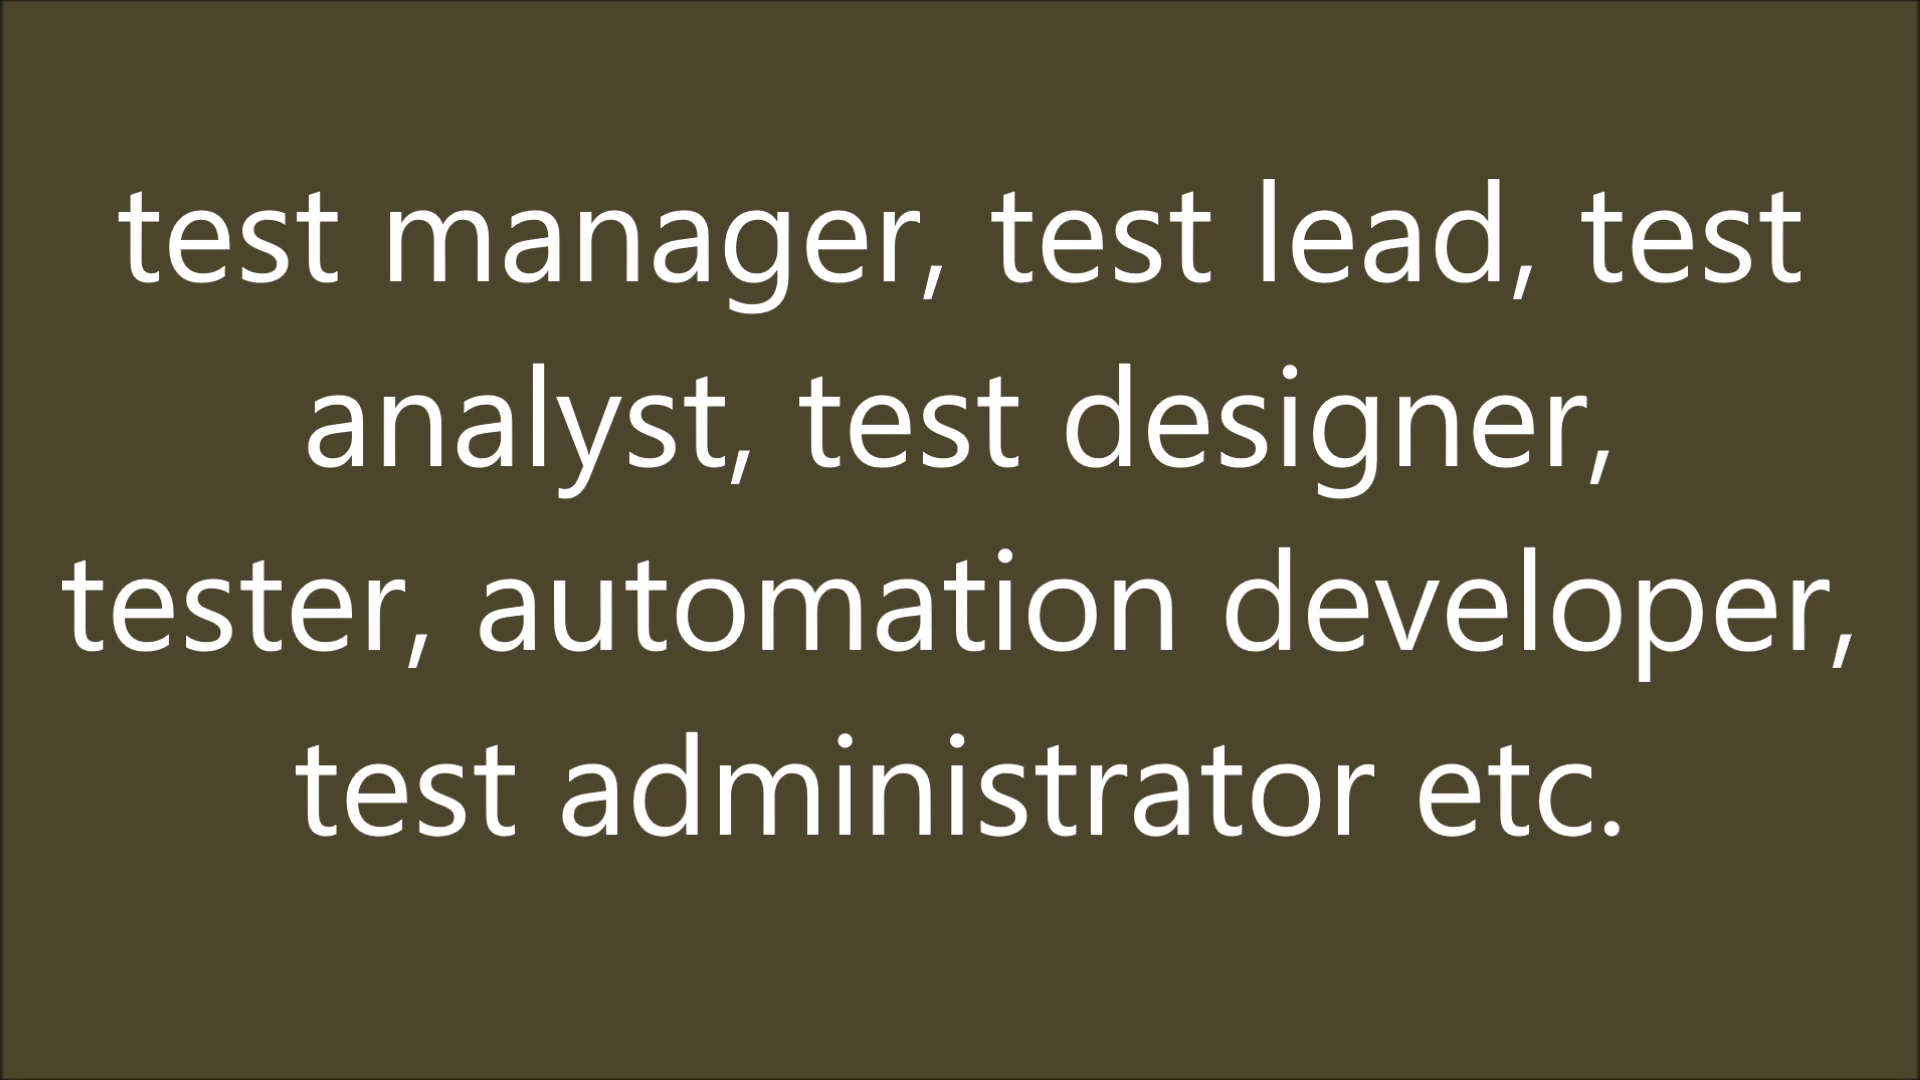 test manager, test lead, test
analyst, test designer,
tester, automation developer,
test administrator etc.